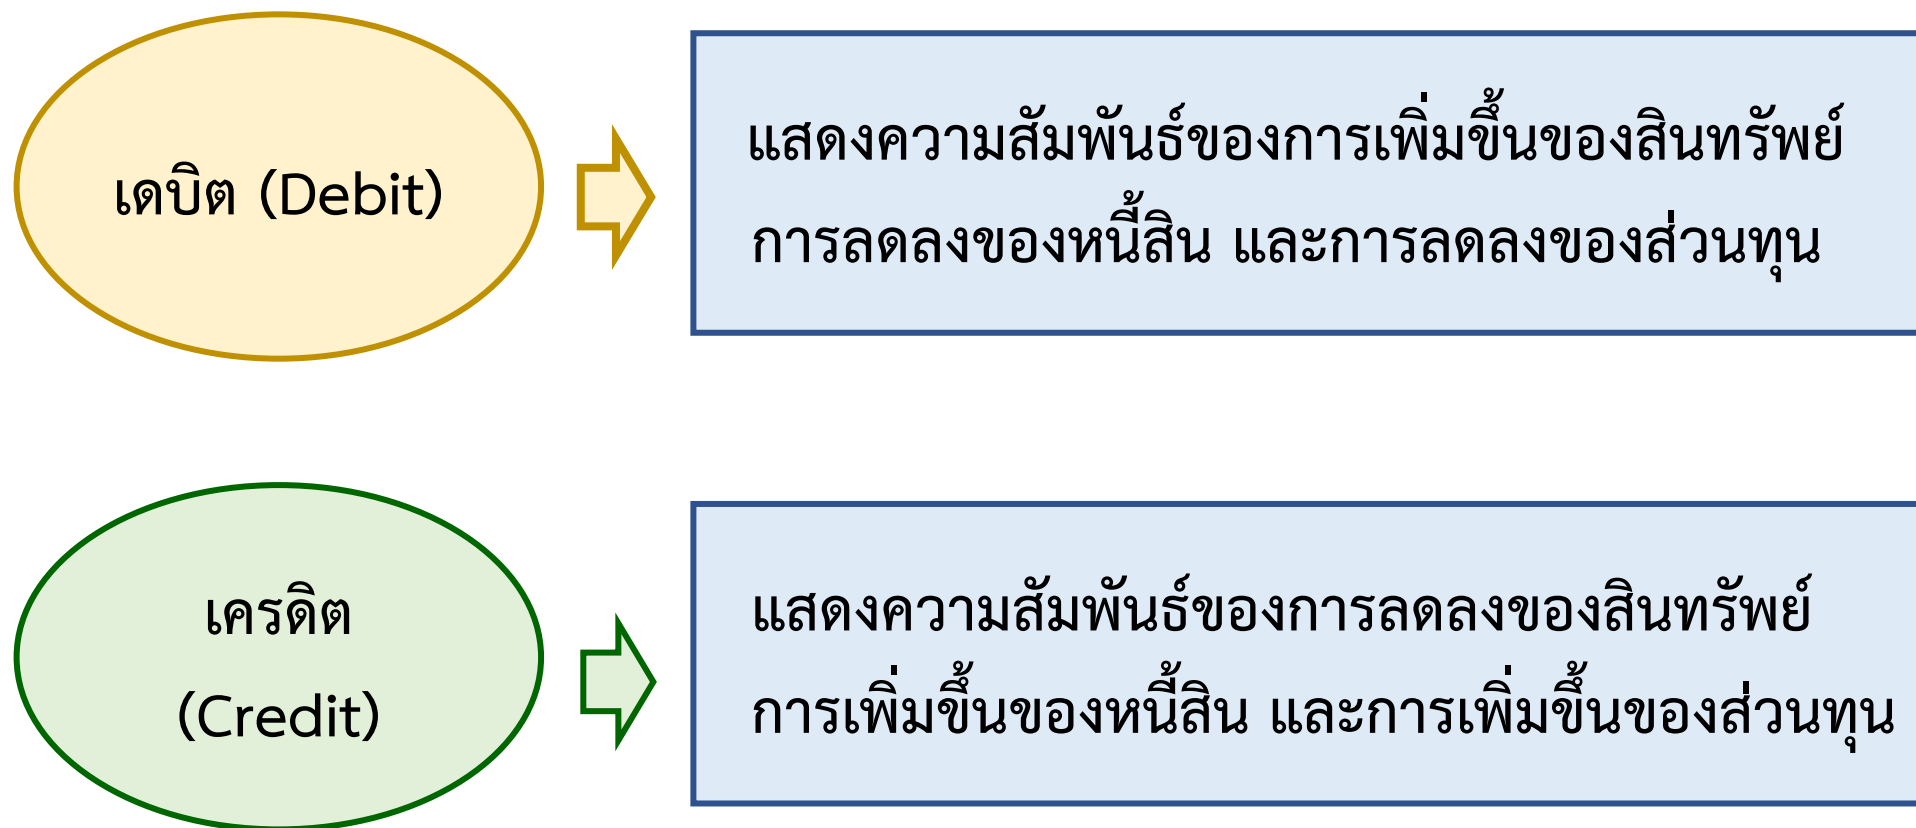 เดบิต (Debit)
แสดงความสัมพันธ์ของการเพิ่มขึ้นของสินทรัพย์
การลดลงของหนี้สิน และการลดลงของส่วนทุน
เครดิต
(Credit)
แสดงความสัมพันธ์ของการลดลงของสินทรัพย์
การเพิ่มขึ้นของหนี้สิน และการเพิ่มขึ้นของส่วนทุน